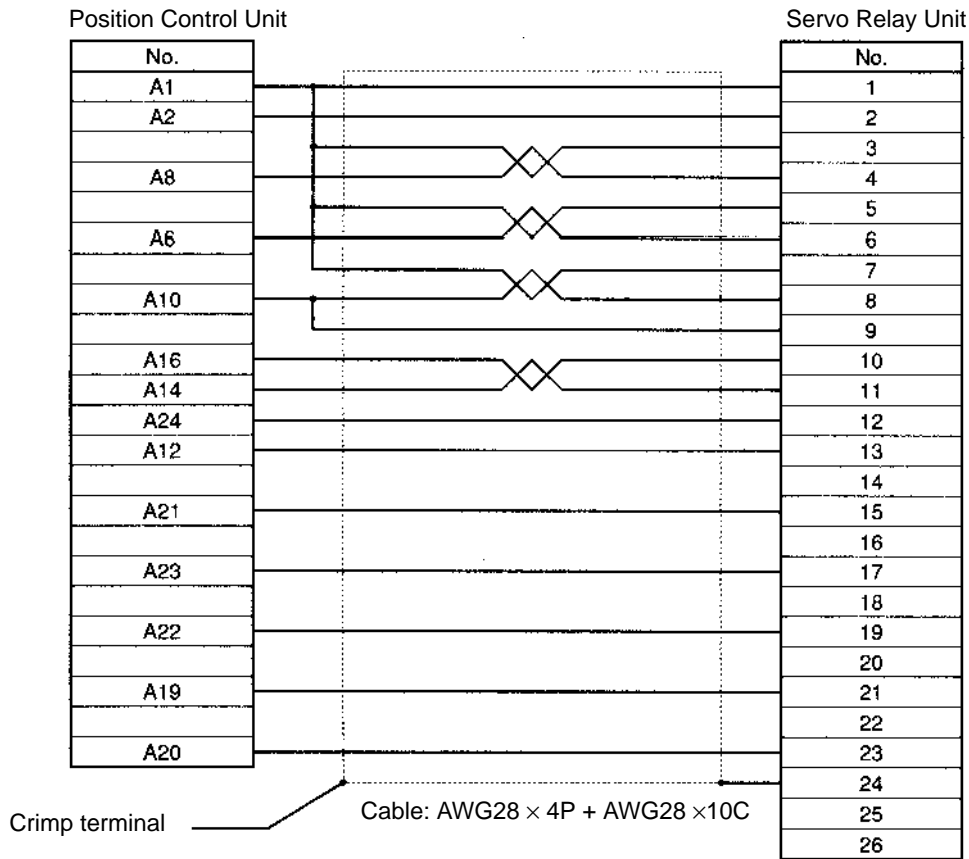 Position Control Unit
Servo Relay Unit
No.
A1
A2
A8
A6
A10
A16
A14
A24
A12
A21
A23
A22
A19
A20
No.
1
2
3
4
5
6
7
8
9
10
11
12
13
14
15
16
17
18
19
20
21
22
23
24
25
26
Crimp terminal
Cable: AWG28 × 4P + AWG28 ×10C